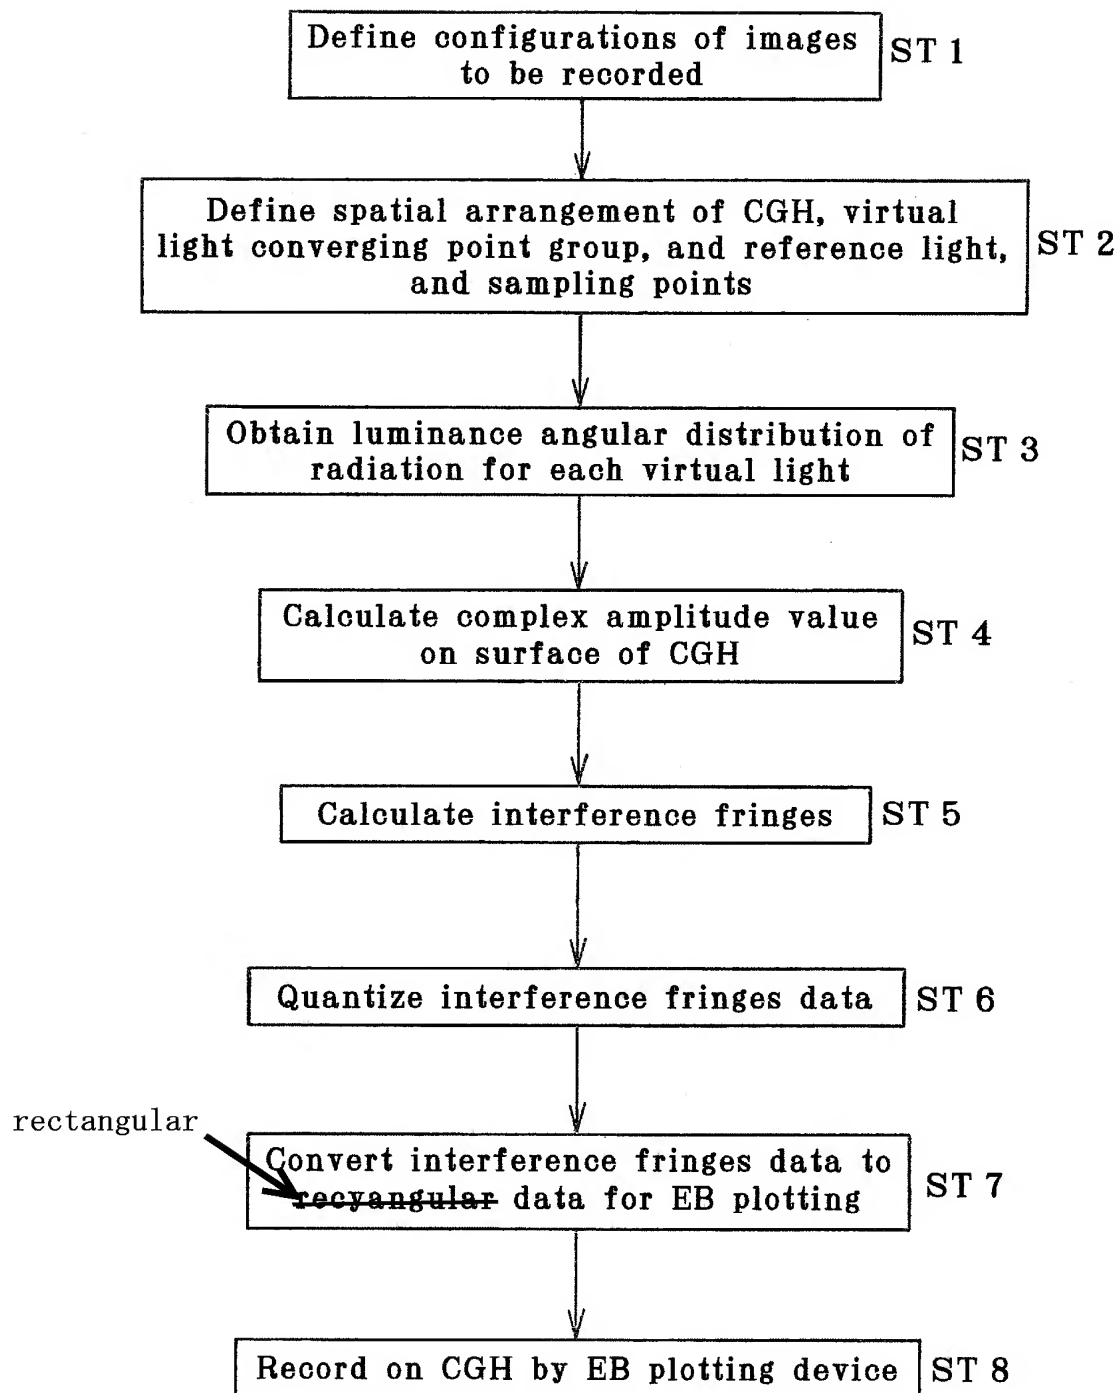 Define configurations of images
to be recorded
ST 1
Define spatial arrangement of CGH, virtual
light converging point group, and reference light,
and sampling points
ST 2
Obtain luminance angular distribution of
radiation for each virtual light
ST 3
Calculate complex amplitude value
on surface of CGH
ST 4
Calculate interference fringes
ST 5
Quantize interference fringes data
ST 6
rectangular
Convert interference fringes data to
recyangular data for EB plotting
ST 7
Record on CGH by EB plotting device
ST 8